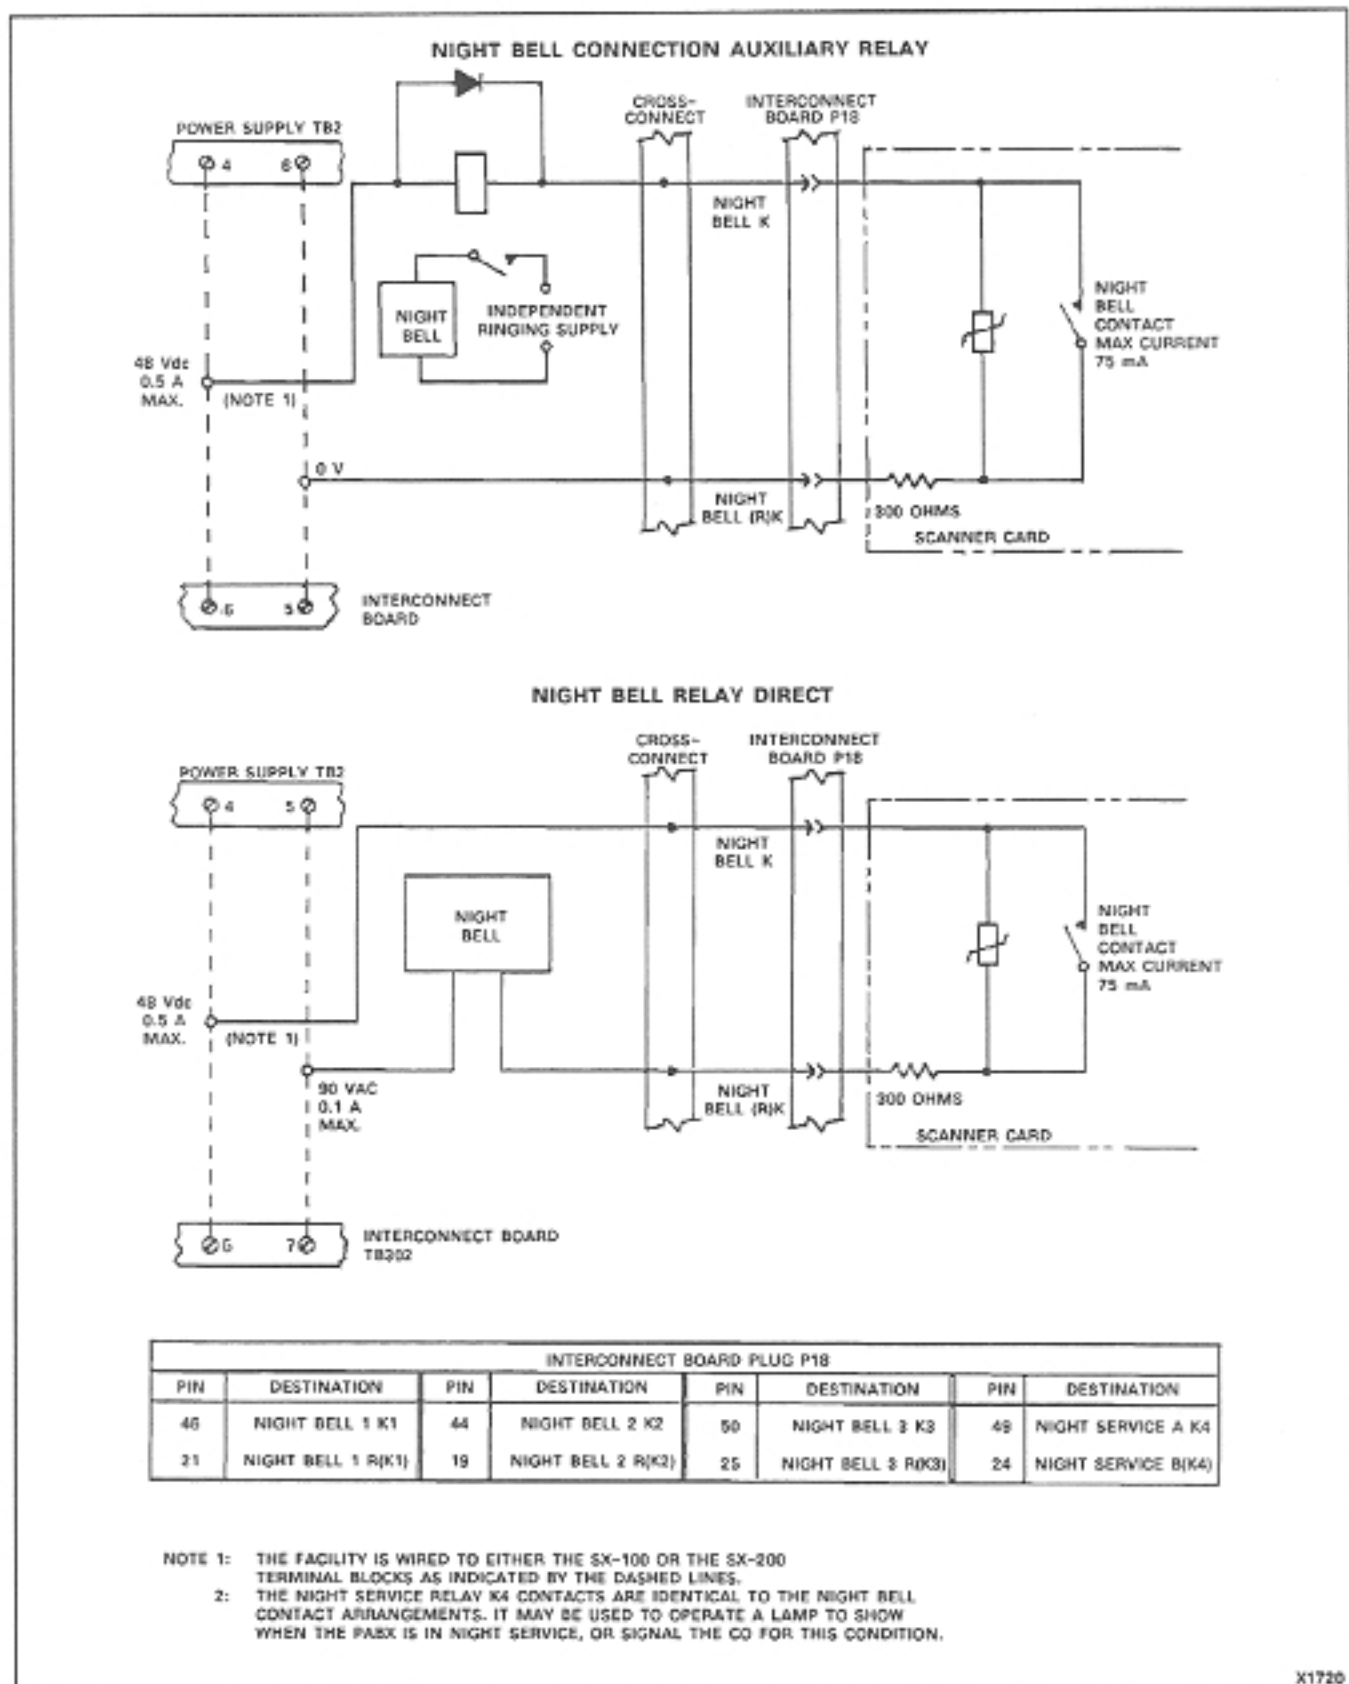 NIGHT BELL CONNECTION AUXILIARY RELAY
CROSS-
CONNECT
INTERCONNECT
BOARD P18
POWER SUPPLY TB2
4
6
NIGHT
BELL K
NIGHT
BELL
INDEPENDENT
RINGING SUPPLY
NIGHT
BELL
CONTACT
MAX CURRENT
75 mA
48 Vdc
0.5 A
MAX.
(NOTE 1)
0 V
NIGHT
BELL (R)K
300 OHMS
SCANNER CARD
6
5
INTERCONNECT
BOARD
NIGHT BELL RELAY DIRECT
CROSS-
CONNECT
INTERCONNECT
BOARD P18
POWER SUPPLY TB2
4
5
NIGHT
BELL K
NIGHT
BELL
NIGHT
BELL
CONTACT
MAX CURRENT
75 mA
48 Vdc
0.5 A
MAX.
(NOTE 1)
90 VAC
0.1 A
MAX.
NIGHT
BELL (R)K
300 OHMS
SCANNER CARD
7
INTERCONNECT BOARD
TB302
INTERCONNECT BOARD PLUG P18
PIN DESTINATION PIN DESTINATION PIN DESTINATION PIN DESTINATION
46 NIGHT BELL 1 K1 44 NIGHT BELL 2 K2 50 NIGHT BELL 3 K3 49 NIGHT SERVICE A K4
21 NIGHT BELL 1 R(K1) 19 NIGHT BELL 2 R(K2) 25 NIGHT BELL 3 R(K3) 24 NIGHT SERVICE B(K4)
NOTE 1: THE FACILITY IS WIRED TO EITHER THE SX-100 OR THE SX-200
TERMINAL BLOCKS AS INDICATED BY THE DASHED LINES.
2: THE NIGHT SERVICE RELAY K4 CONTACTS ARE IDENTICAL TO THE NIGHT BELL
CONTACT ARRANGEMENTS. IT MAY BE USED TO OPERATE A LAMP TO SHOW
WHEN THE PABX IS IN NIGHT SERVICE, OR SIGNAL THE CO FOR THIS CONDITION.
X1720